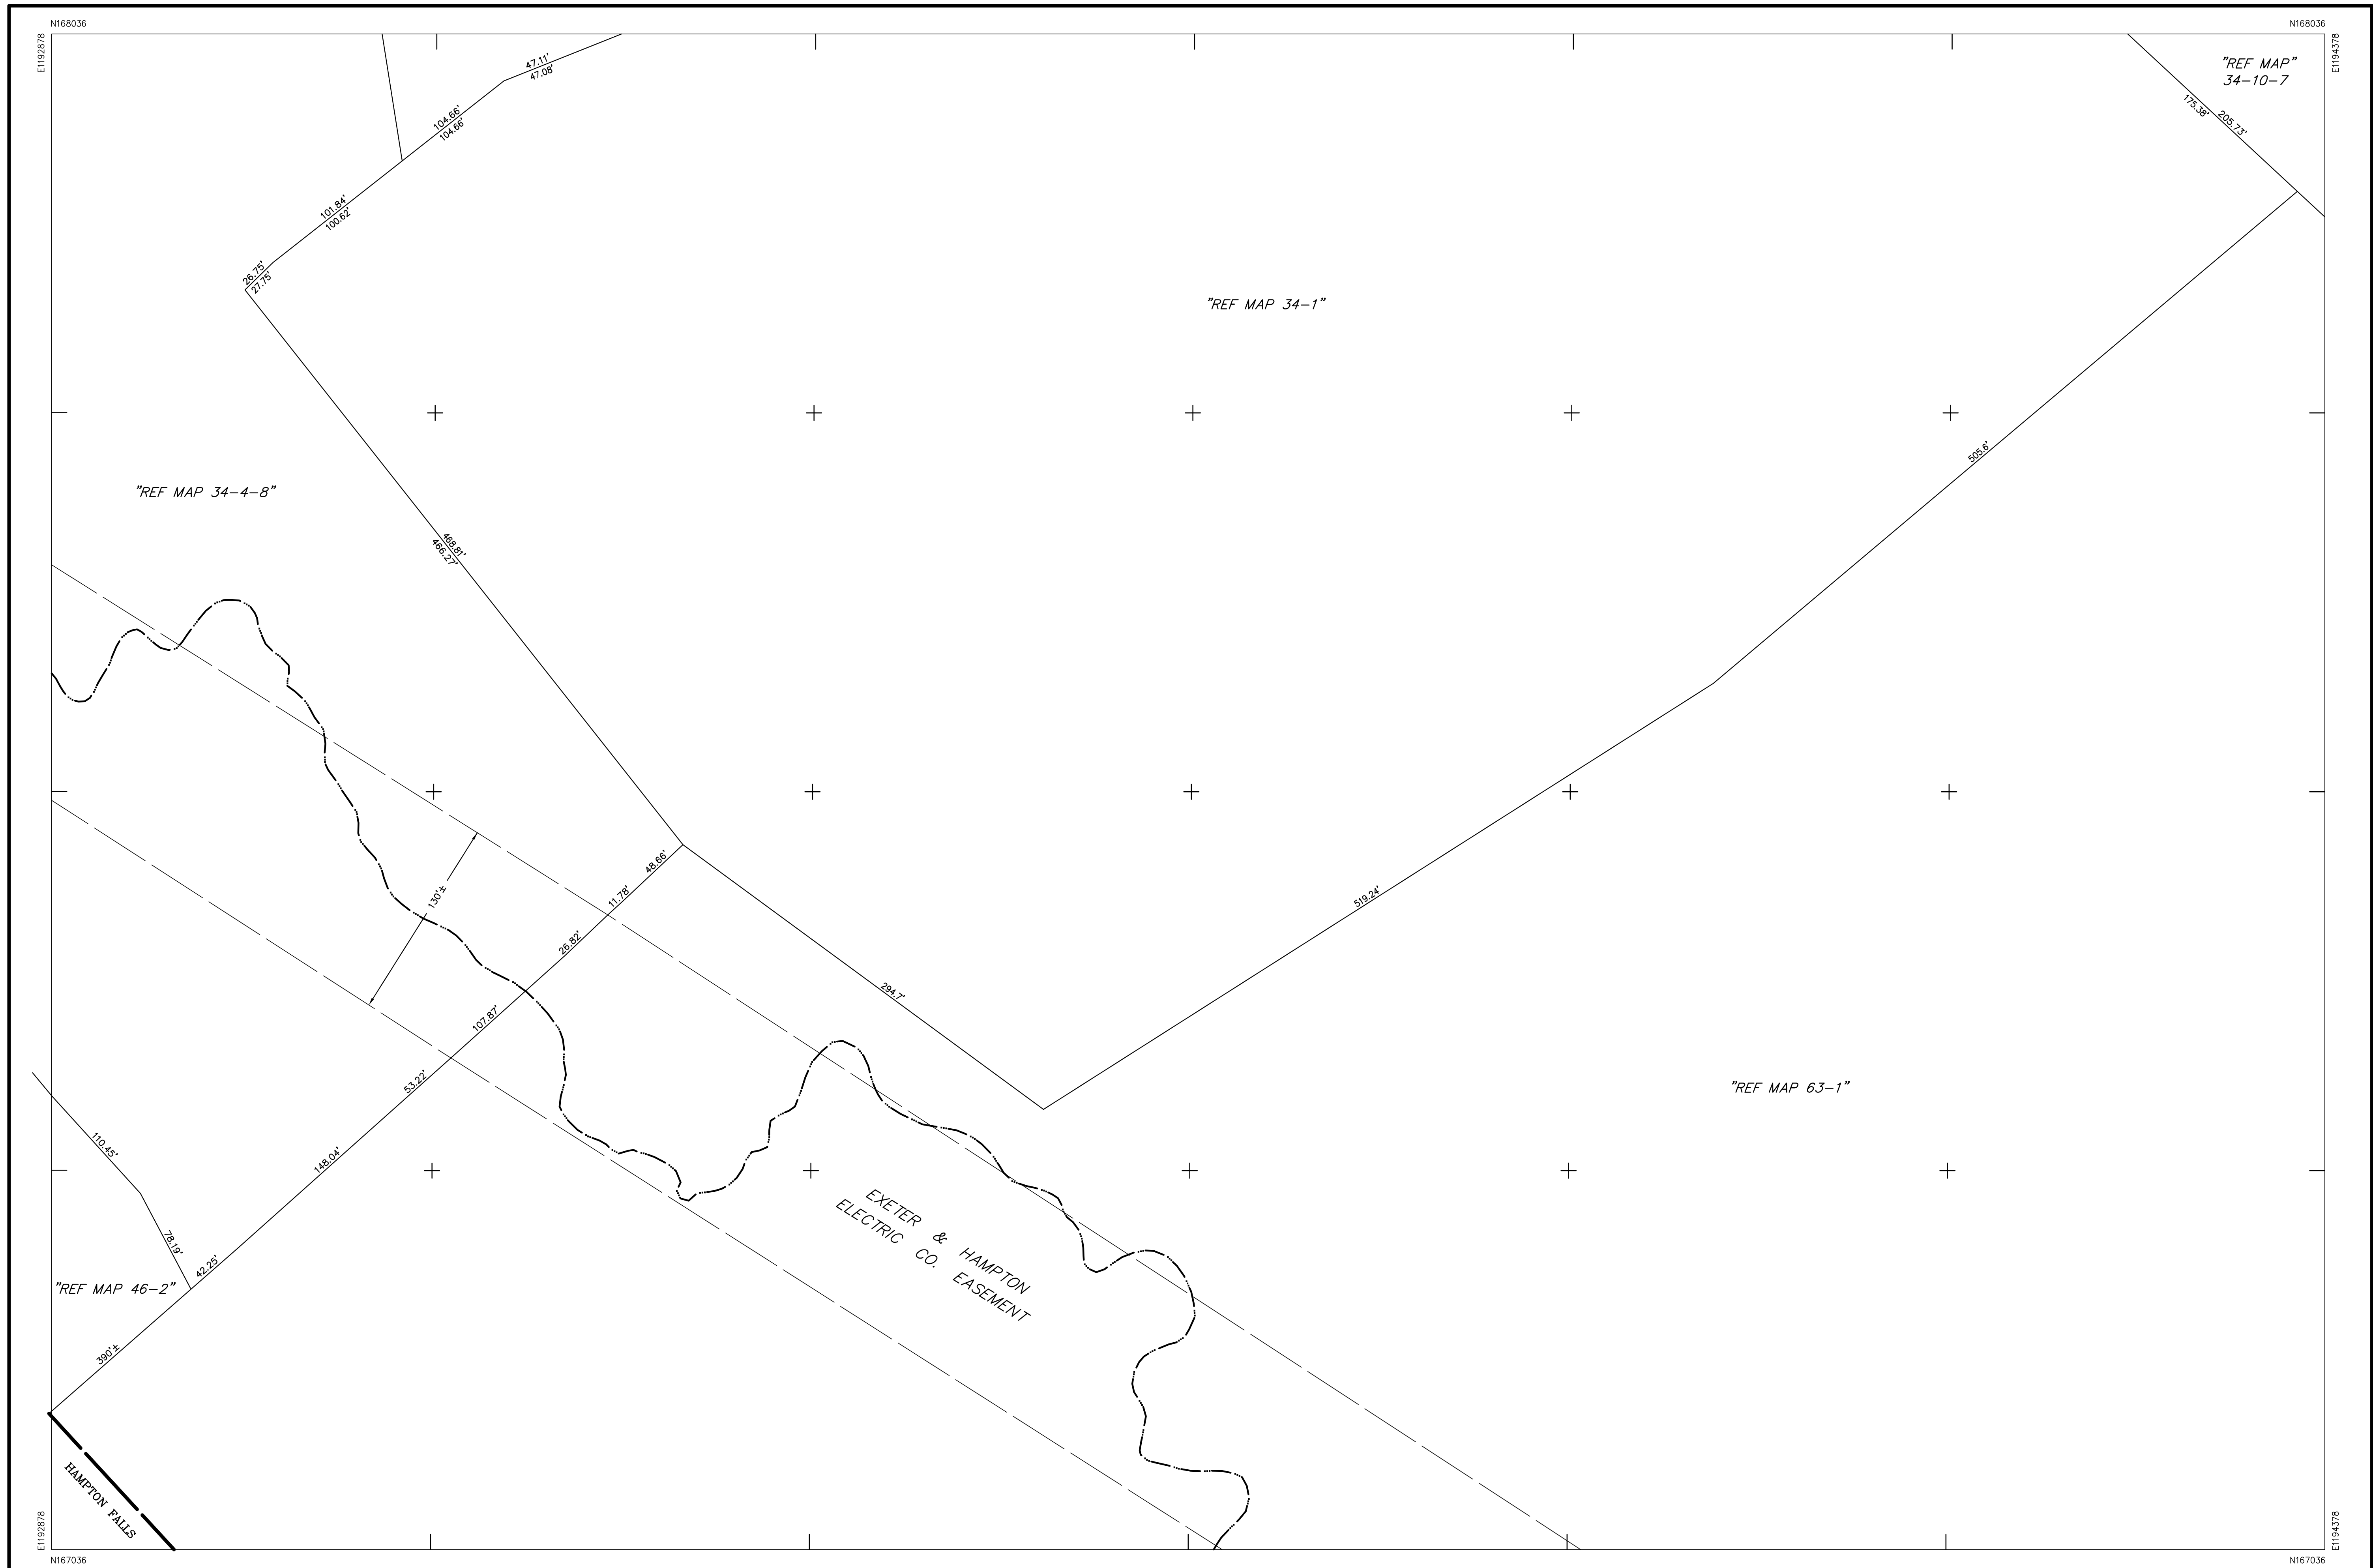 N168036
N168036
E1192878
E1194378
"REF MAP"
34-10-7
47.11'
47.08'
104.66'
104.66'
175.38'
205.73'
101.84'
100.62'
26.75'
27.75'
"REF MAP 34-1"
505.6'
"REF MAP 34-4-8"
468.81'
466.27'
48.66'
11.78'
130'±
26.82'
519.24'
294.7'
107.87'
53.22'
"REF MAP 63-1"
110.45'
148.04'
78.19'
42.25'
EXETER & HAMPTON
ELECTRIC CO. EASEMENT
"REF MAP 46-2"
390'±
HAMPTON FALLS
E1192878
E1194378
N167036
N167036